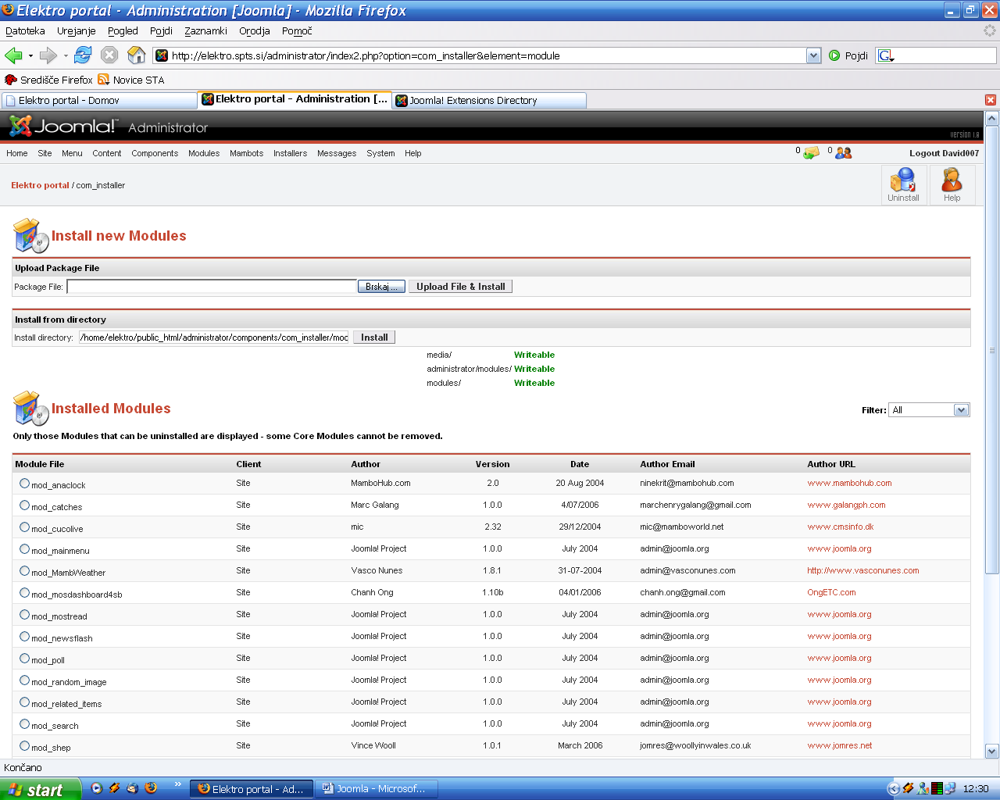 Elektro portal - Administration [Joomla] - Mozilla Firefox
Datoteka Urejanje Pogled Pojdi Zaznamki Orodja Pomoč
http://elektro.spts.si/administrator/index2.php?option=com_installer&element=module Pojdi G
Središče Firefox Novice STA
Elektro portal - Domov Elektro portal - Administration [... Joomla! Extensions Directory
Joomla!™ Administrator
version 1.0
Home Site Menu Content Components Modules Mambots Installers Messages System Help 0 0 Logout David007
Elektro portal / com_installer
Uninstall Help
Install new Modules
Upload Package File
Package File: Brskaj ... Upload File & Install
Install from directory
Install directory: /home/elektro/public_html/administrator/components/com_installer/mod Install
media/ Writeable
administrator/modules/ Writeable
modules/ Writeable
Installed Modules
Filter: All
Only those Modules that can be uninstalled are displayed - some Core Modules cannot be removed.
Module File Client Author Version Date Author Email Author URL
mod_anaclock Site MamboHub.com 2.0 20 Aug 2004 ninekrit@mambohub.com www.mambohub.com
mod_catches Site Marc Galang 1.0.0 4/07/2006 marchenrygalang@gmail.com www.galangph.com
mod_cucolive Site mic 2.32 29/12/2004 mic@mamboworld.net www.cmsinfo.dk
mod_mainmenu Site Joomla! Project 1.0.0 July 2004 admin@joomla.org www.joomla.org
mod_MambWeather Site Vasco Nunes 1.8.1 31-07-2004 admin@vasconunes.com http://www.vasconunes.com
mod_mosdashboard4sb Site Chanh Ong 1.10b 04/01/2006 chanh.ong@gmail.com OngETC.com
mod_mostread Site Joomla! Project 1.0.0 July 2004 admin@joomla.org www.joomla.org
mod_newsflash Site Joomla! Project 1.0.0 July 2004 admin@joomla.org www.joomla.org
mod_poll Site Joomla! Project 1.0.0 July 2004 admin@joomla.org www.joomla.org
mod_random_image Site Joomla! Project 1.0.0 July 2004 admin@joomla.org www.joomla.org
mod_related_items Site Joomla! Project 1.0.0 July 2004 admin@joomla.org www.joomla.org
mod_search Site Joomla! Project 1.0.0 July 2004 admin@joomla.org www.joomla.org
mod_shep Site Vince Wooll 1.0.1 March 2006 jomres@woollyinwales.co.uk www.jomres.net
Končano
start Elektro portal - Ad... Joomla - Microsof... 12:30